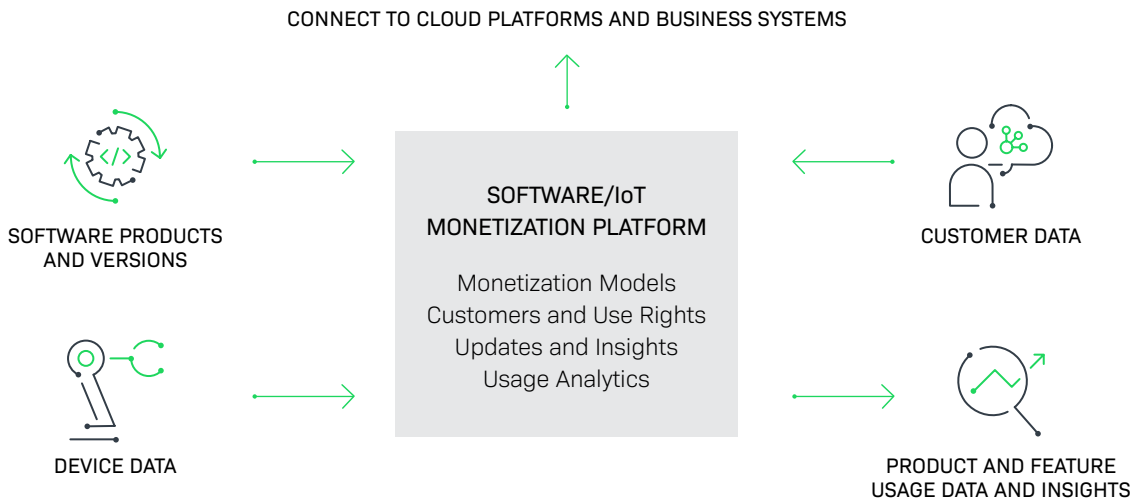 CONNECT TO CLOUD PLATFORMS AND BUSINESS SYSTEMS
</>
SOFTWARE PRODUCTS
AND VERSIONS
SOFTWARE/IoT
MONETIZATION PLATFORM
Monetization Models
Customers and Use Rights
Updates and Insights
Usage Analytics
CUSTOMER DATA
DEVICE DATA
PRODUCT AND FEATURE
USAGE DATA AND INSIGHTS